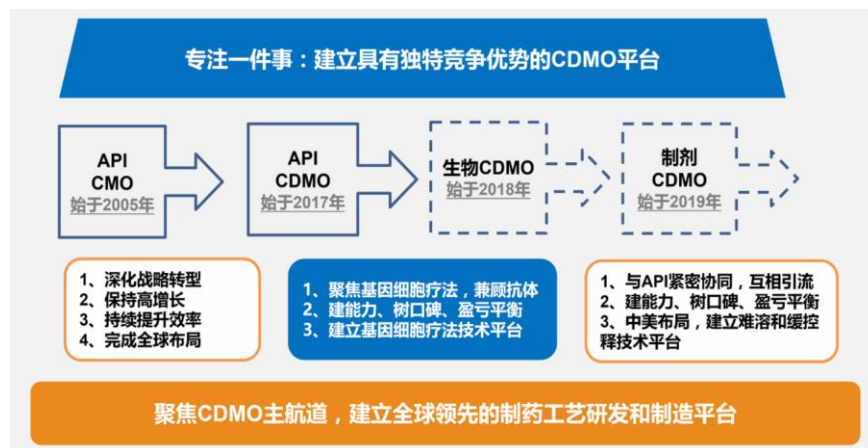 专注一件事：建立具有独特竞争优势的CDMO平台
API
CMO
始于2005年
API
CDMO
始于2017年
生物CDMO
始于2018年
制剂
CDMO
始于2019年
1、深化战略转型
2、保持高增长
3、持续提升效率
4、完成全球布局
1、聚焦基因细胞疗法，兼顾抗体
2、建能力、树口碑、盈亏平衡
3、建立基因细胞疗法技术平台
1、与API紧密协同，互相引流
2、建能力、树口碑、盈亏平衡
3、中美布局，建立难溶和缓控
释技术平台
聚焦CDMO主航道，建立全球领先的制药工艺研发和制造平台